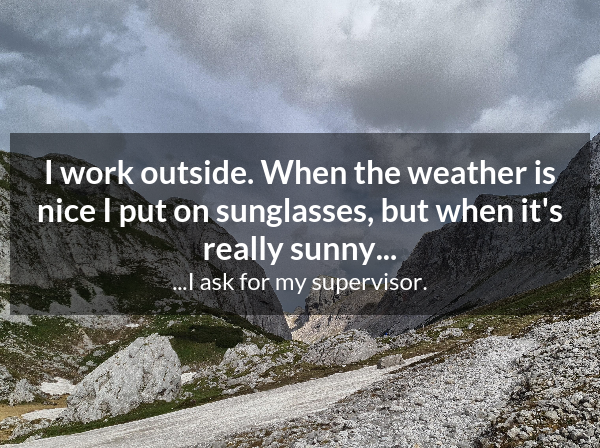 I work outside. When the weather is
nice I put on sunglasses, but when it's
really sunny...
...I ask for my supervisor.